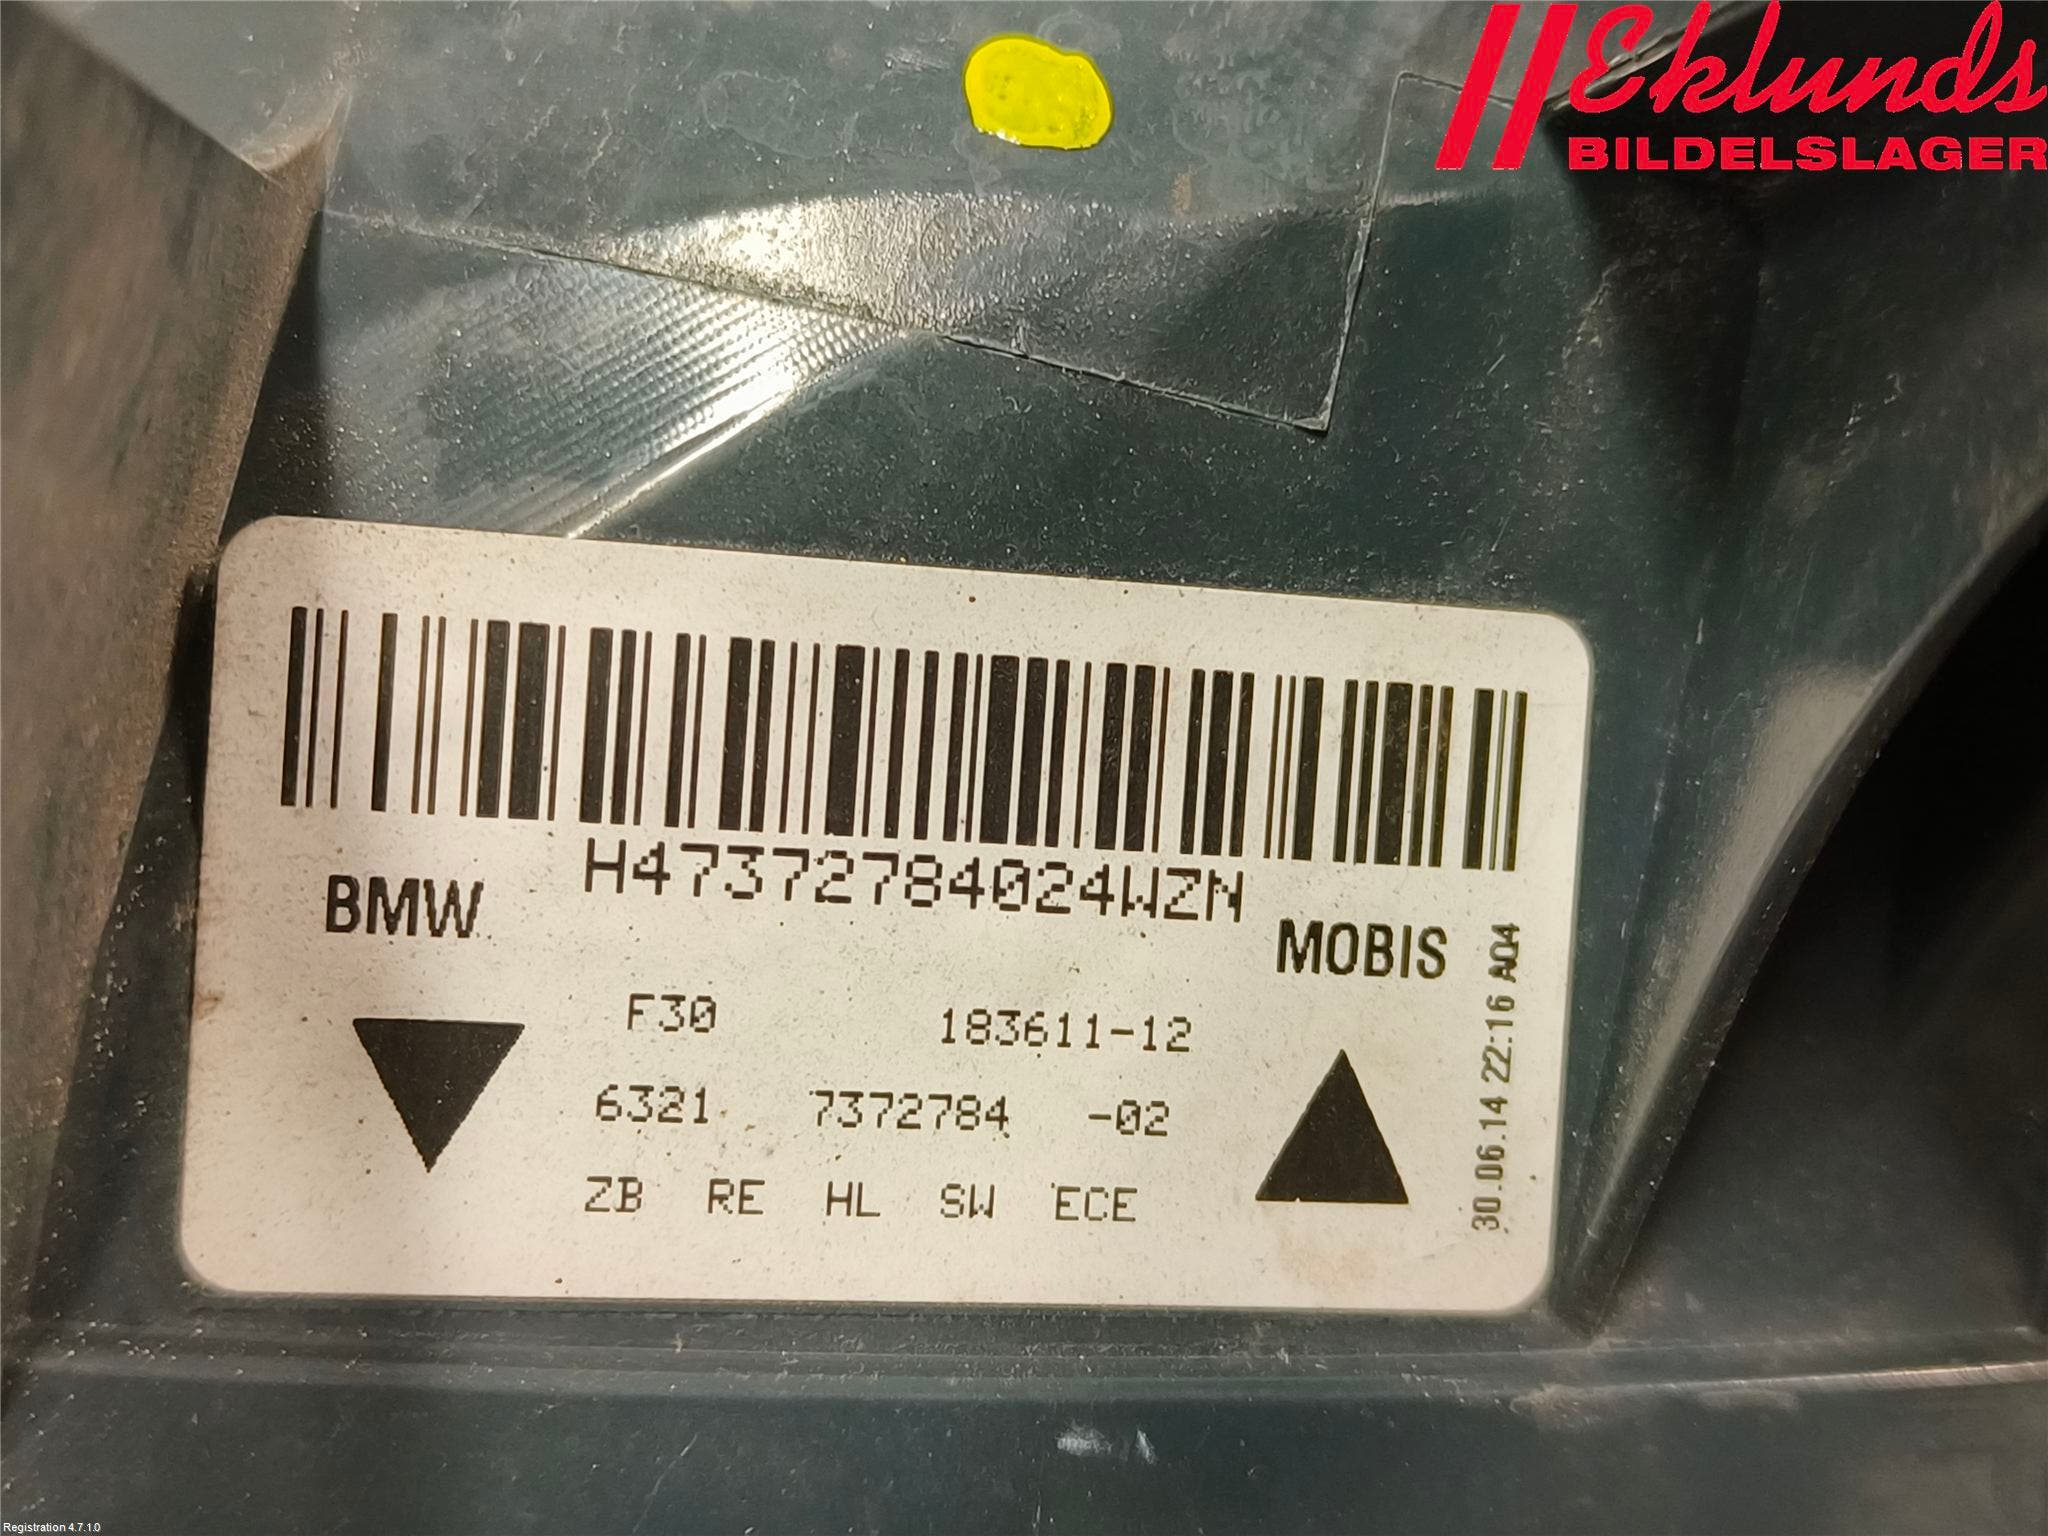 Eklunds
BILDELSLAGER
H47372784024WZN
BMW
MOBIS
F30 183611-12
6321 7372784 -02
ZB RE HL SW ECE
30.06.14 22:16 A04
Registration 4.7.1.0